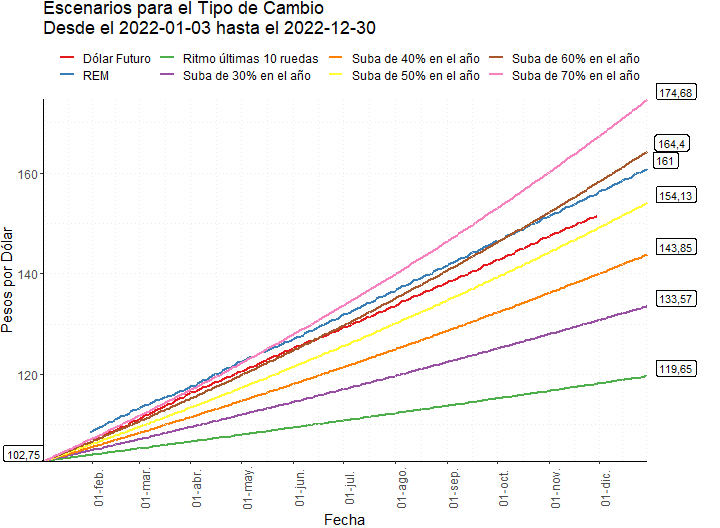 Escenarios para el Tipo de Cambio
Desde el 2022-01-03 hasta el 2022-12-30
Dólar Futuro
Ritmo últimas 10 ruedas
Suba de 40% en el año
Suba de 60% en el año
REM
Suba de 30% en el año
Suba de 50% en el año
Suba de 70% en el año
174,68
164,4
161
154,13
143,85
133,57
119,65
102,75
160
140
120
Pesos por Dólar
01-feb.
01-mar.
01-abr.
01-may.
01-jun.
01-jul.
01-ago.
01-sep.
01-oct.
01-nov.
01-dic.
Fecha